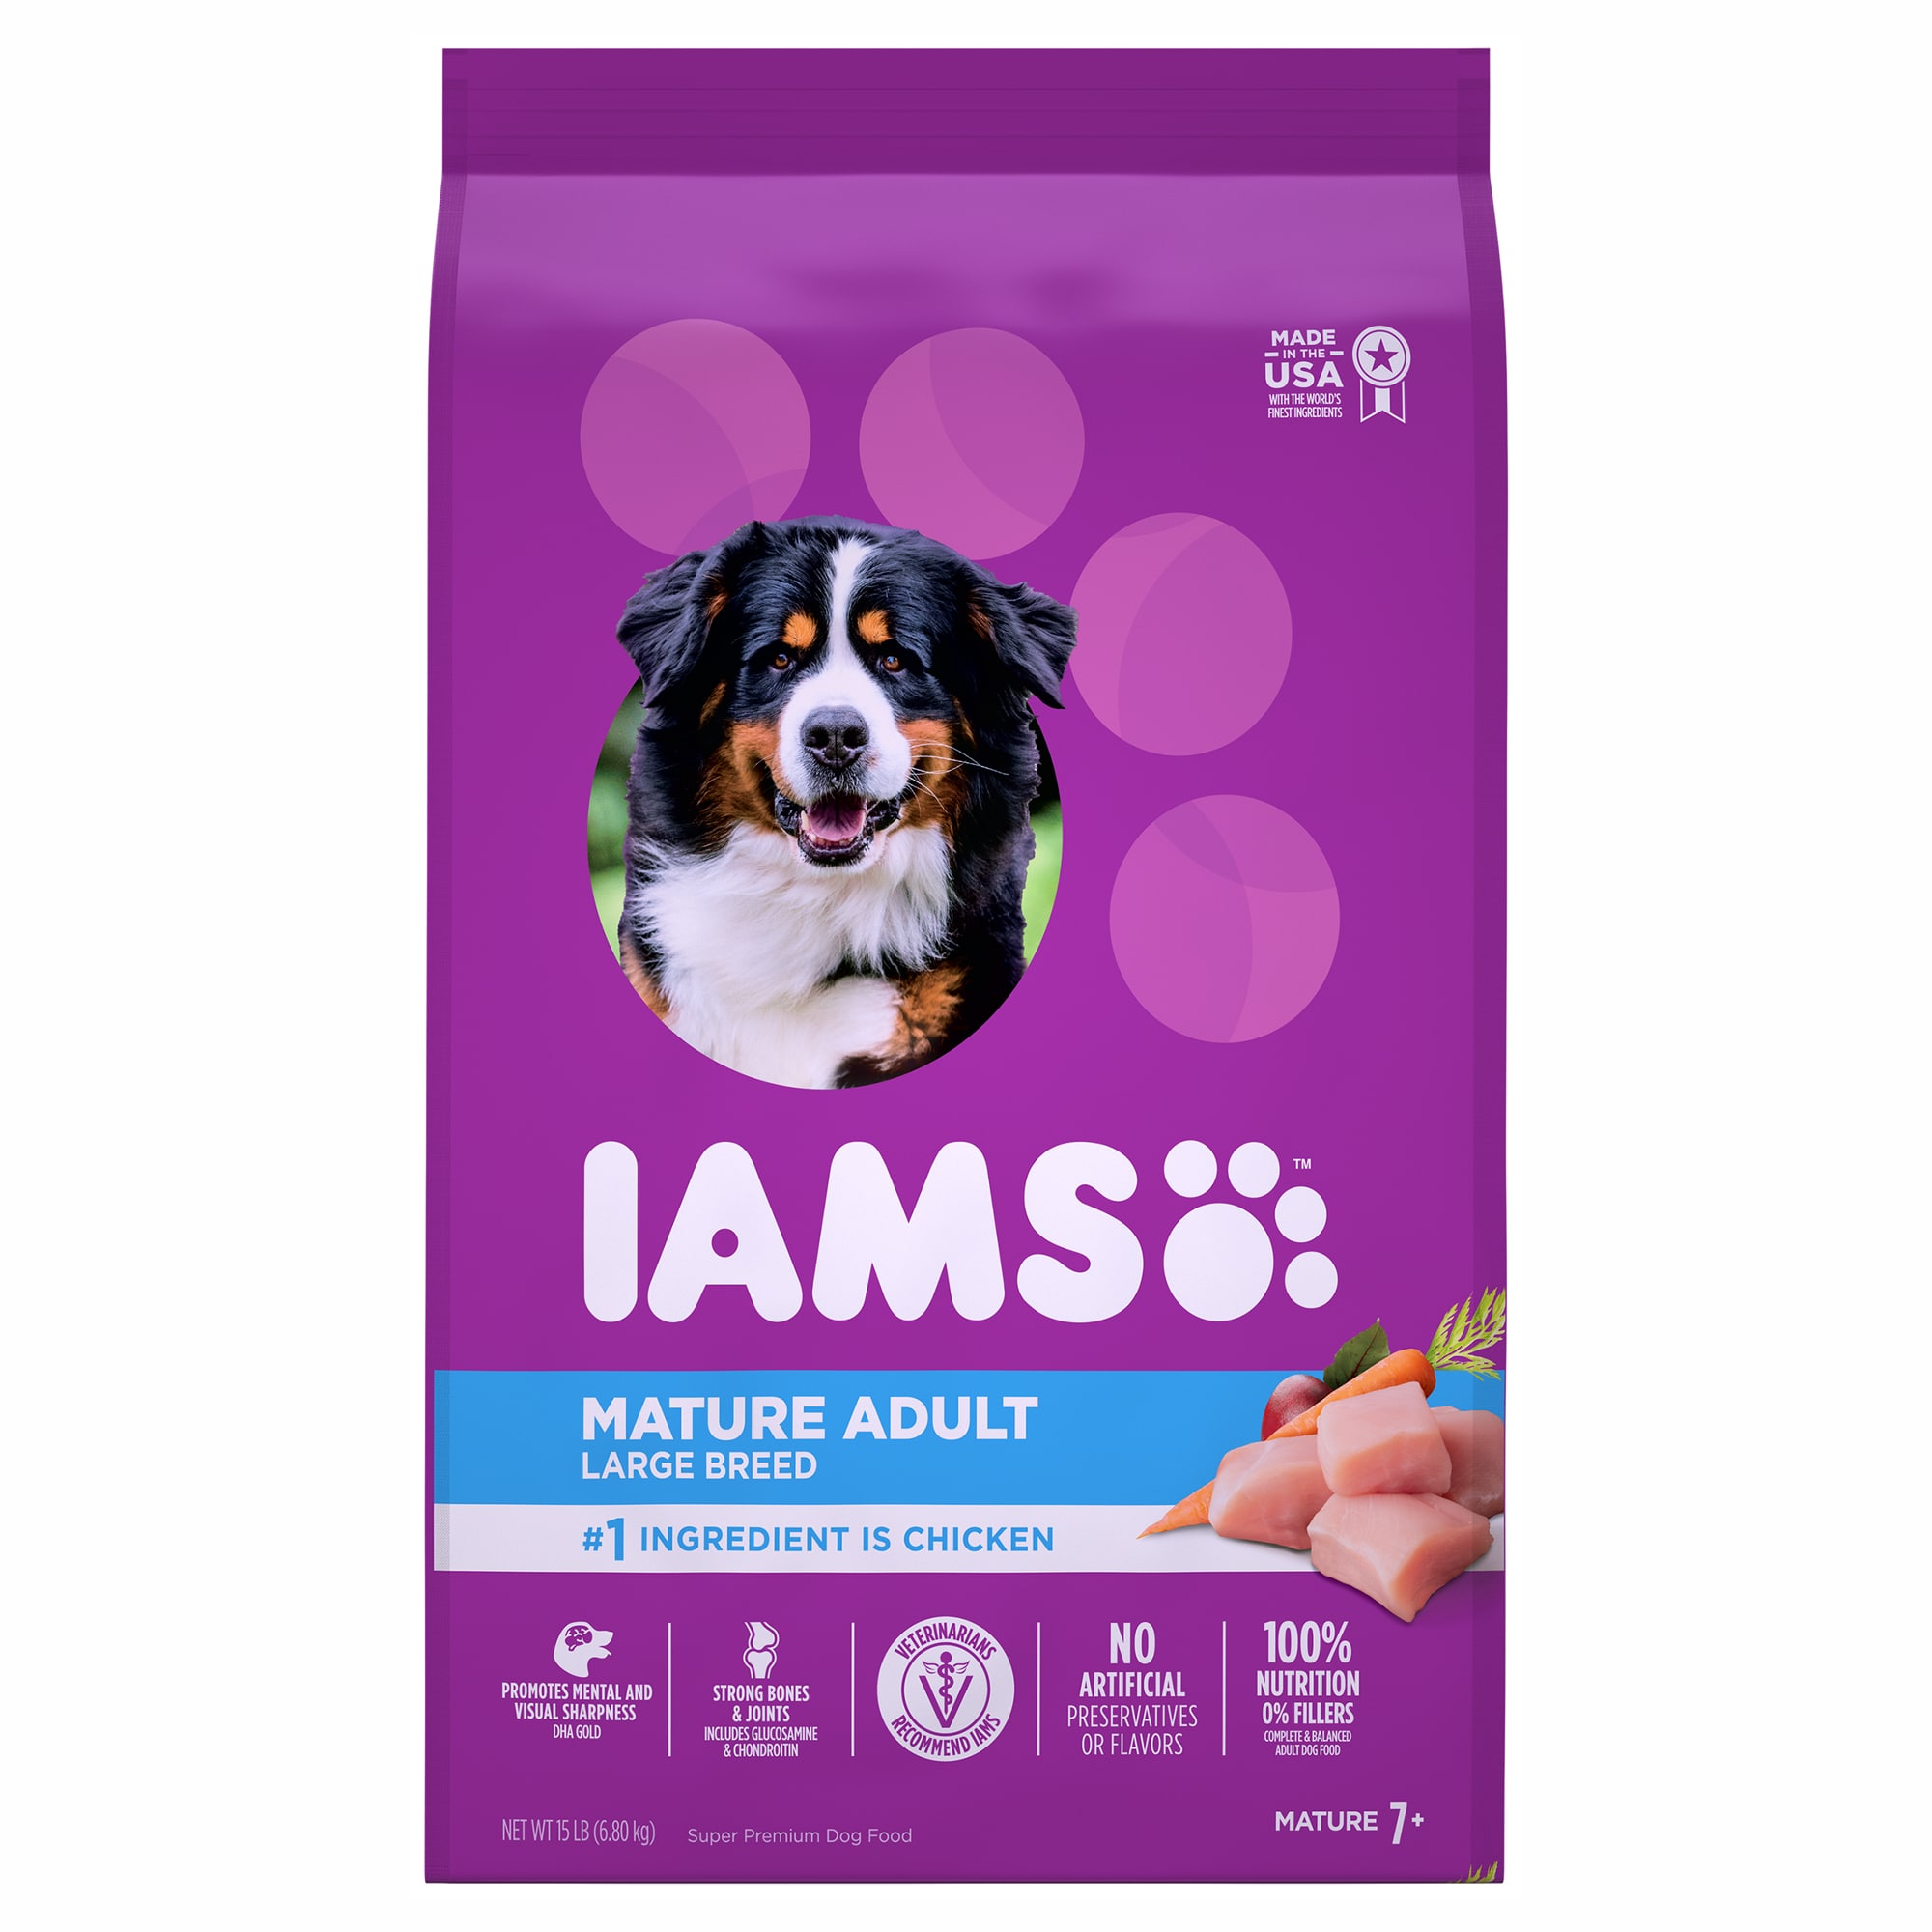 MADE
IN THE
USA
WITH THE WORLD'S
FINEST INGREDIENTS
IAMS™
MATURE ADULT
LARGE BREED
#1 INGREDIENT IS CHICKEN
PROMOTES MENTAL AND
VISUAL SHARPNESS
DHA GOLD
STRONG BONES
& JOINTS
INCLUDES GLUCOSAMINE
& CHONDROITIN
VETERINARIANS
V
RECOMMEND IAMS
NO
ARTIFICIAL
PRESERVATIVES
OR FLAVORS
100%
NUTRITION
0% FILLERS
COMPLETE & BALANCED
ADULT DOG FOOD
NET WT 15 LB (6.80 kg)
Super Premium Dog Food
MATURE 7+